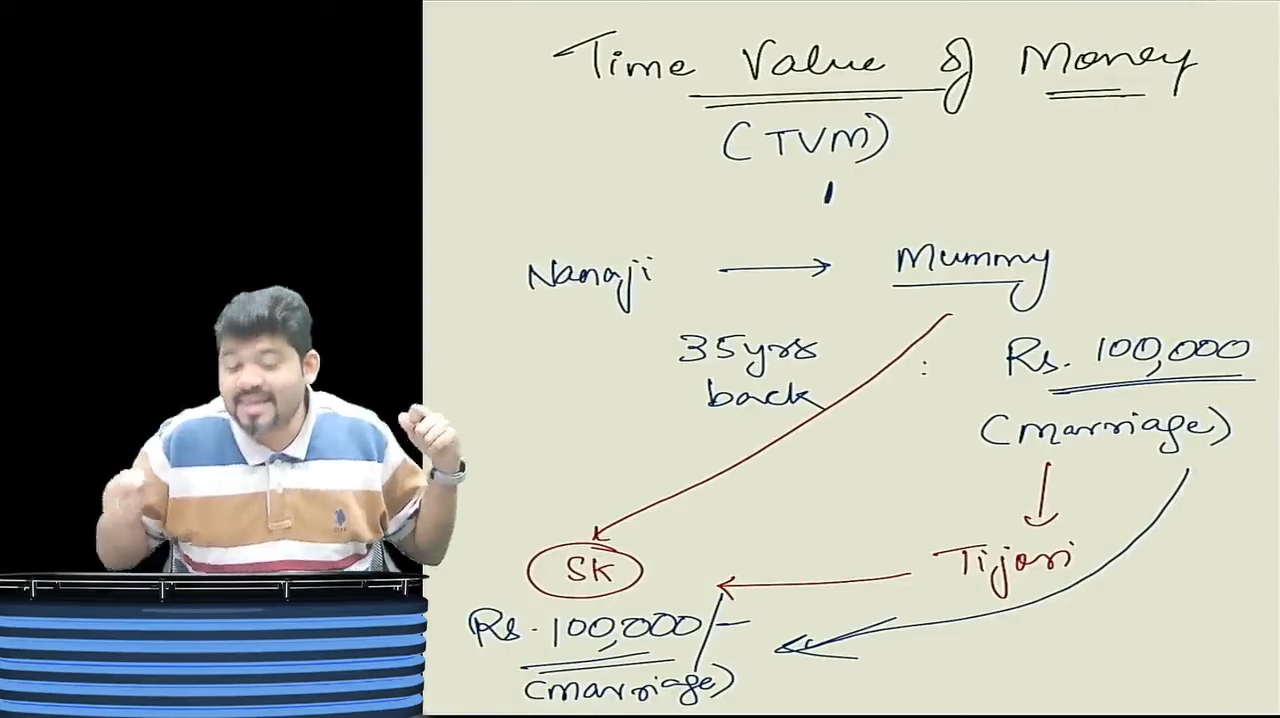 Time Value of Money
(TVM)
Nanaji → Mummy
35yrs back : Rs. 100,000
(marriage)
Tijori
SK
Rs. 100,000/-
(marriage)